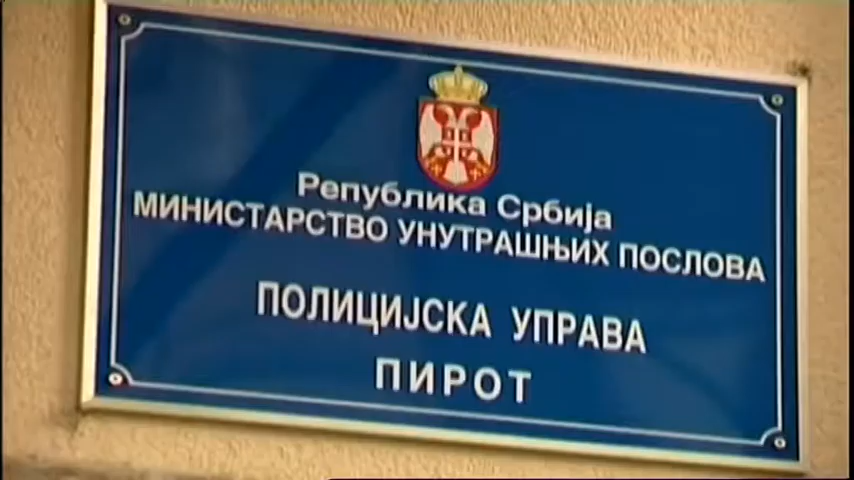 Република Србија
МИНИСТАРСТВО УНУТРАШЊИХ ПОСЛОВА
ПОЛИЦИЈСКА УПРАВА
ПИРОТ